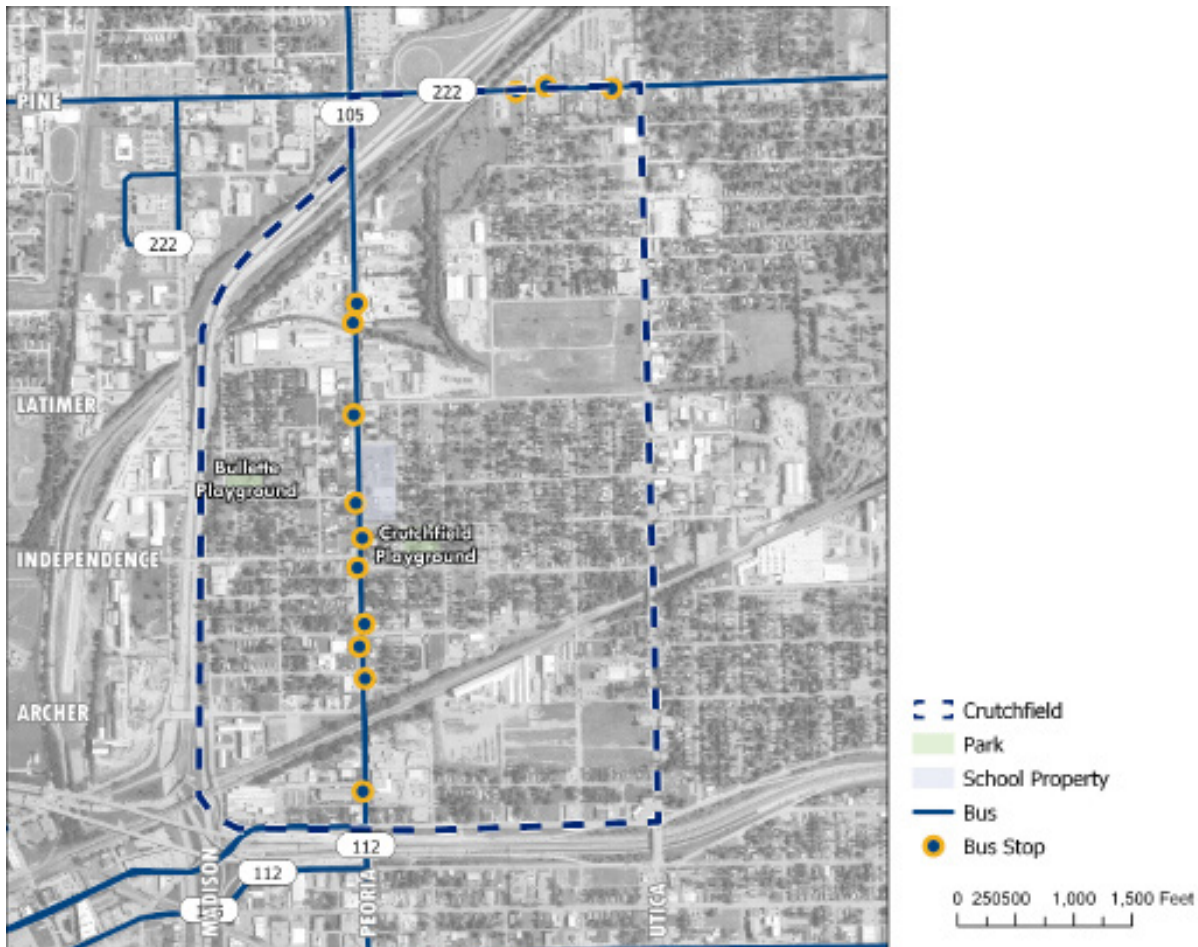 PINE
222
105
222
LATIMER
Bullette
Playground
Crutchfield
Playground
INDEPENDENCE
ARCHER
112
112
MADISON
PEORIA
UTICA
Crutchfield
Park
School Property
Bus
Bus Stop
0 250500 1,000 1,500 Feet